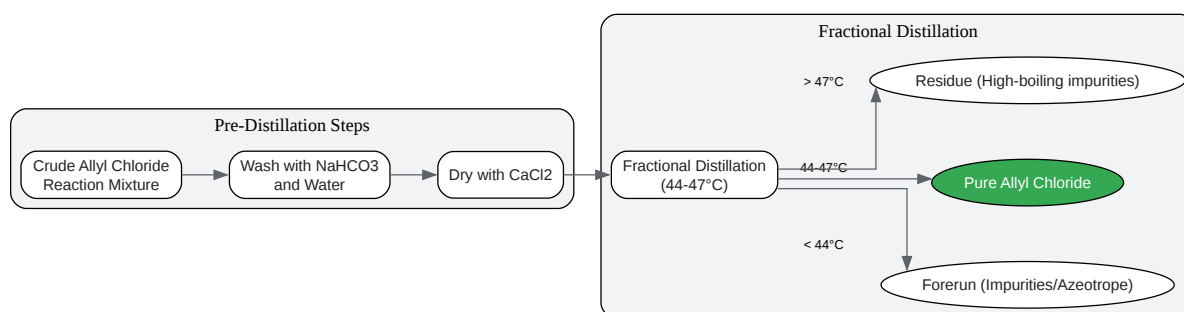 Pre-Distillation Steps
Crude Allyl Chloride
Reaction Mixture
Wash with NaHCO3
and Water
Dry with CaCl2
Fractional Distillation
Fractional Distillation
(44-47°C)
> 47°C
44-47°C
< 44°C
Residue (High-boiling impurities)
Pure Allyl Chloride
Forerun (Impurities/Azeotrope)